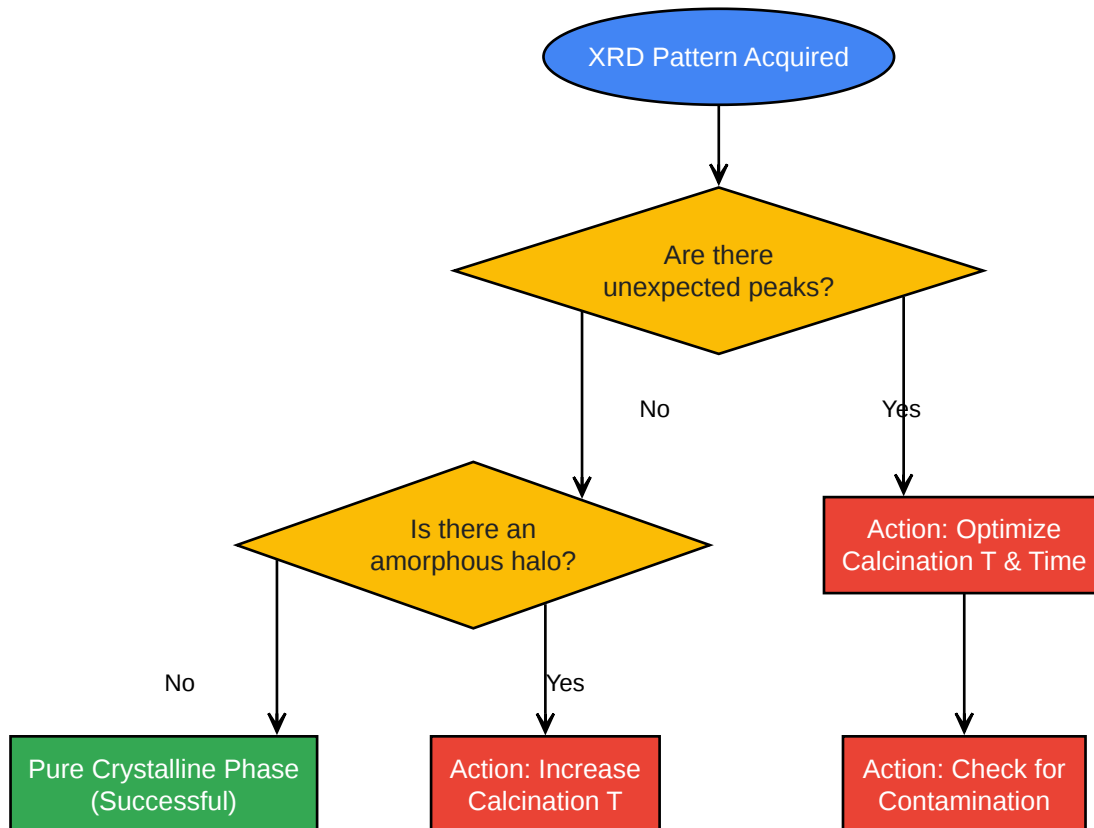 XRD Pattern Acquired
Are there
unexpected peaks?
No
Yes
Is there an
amorphous halo?
Action: Optimize
Calcination T & Time
No
Yes
Pure Crystalline Phase
(Successful)
Action: Increase
Calcination T
Action: Check for
Contamination